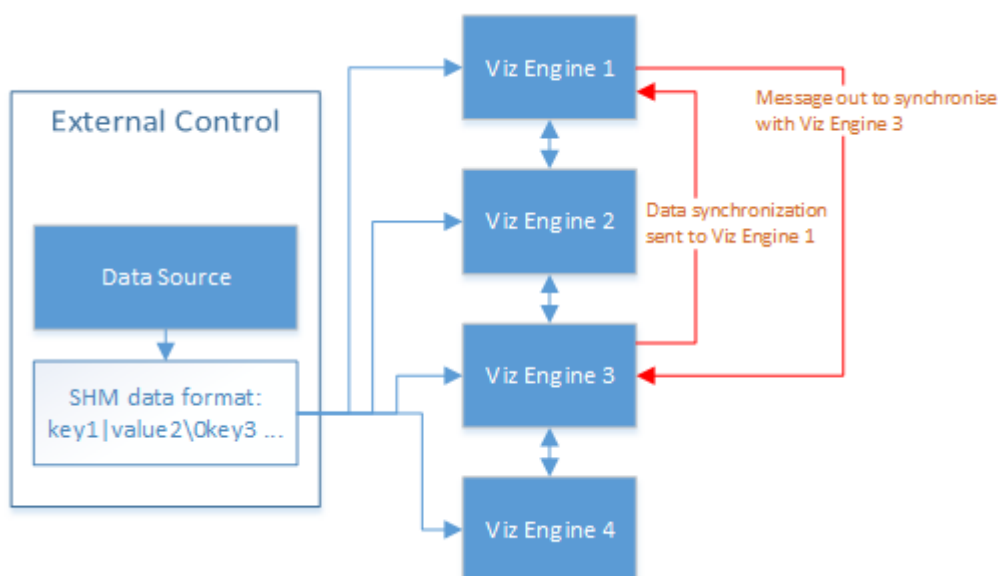 External Control
Data Source
SHM data format:
key1|value2\0key3 ...
Viz Engine 1
Viz Engine 2
Viz Engine 3
Viz Engine 4
Message out to synchronise
with Viz Engine 3
Data synchronization
sent to Viz Engine 1